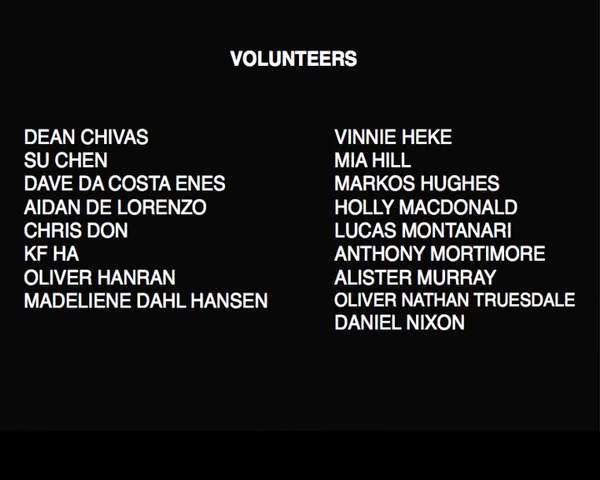 VOLUNTEERS
DEAN CHIVAS
SU CHEN
DAVE DA COSTA ENES
AIDAN DE LORENZO
CHRIS DON
KF HA
OLIVER HANRAN
MADELIENE DAHL HANSEN
VINNIE HEKE
MIA HILL
MARKOS HUGHES
HOLLY MACDONALD
LUCAS MONTANARI
ANTHONY MORTIMORE
ALISTER MURRAY
OLIVER NATHAN TRUESDALE
DANIEL NIXON